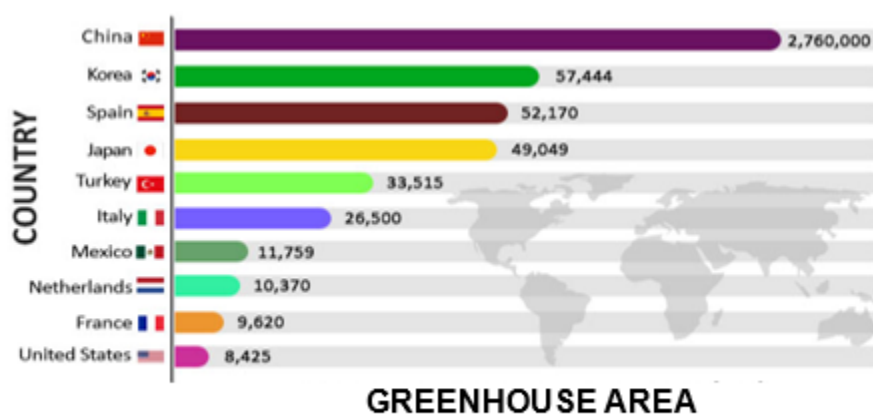 COUNTRY
China 2,760,000
Korea 57,444
Spain 52,170
Japan 49,049
Turkey 33,515
Italy 26,500
Mexico 11,759
Netherlands 10,370
France 9,620
United States 8,425
GREENHOUSE AREA